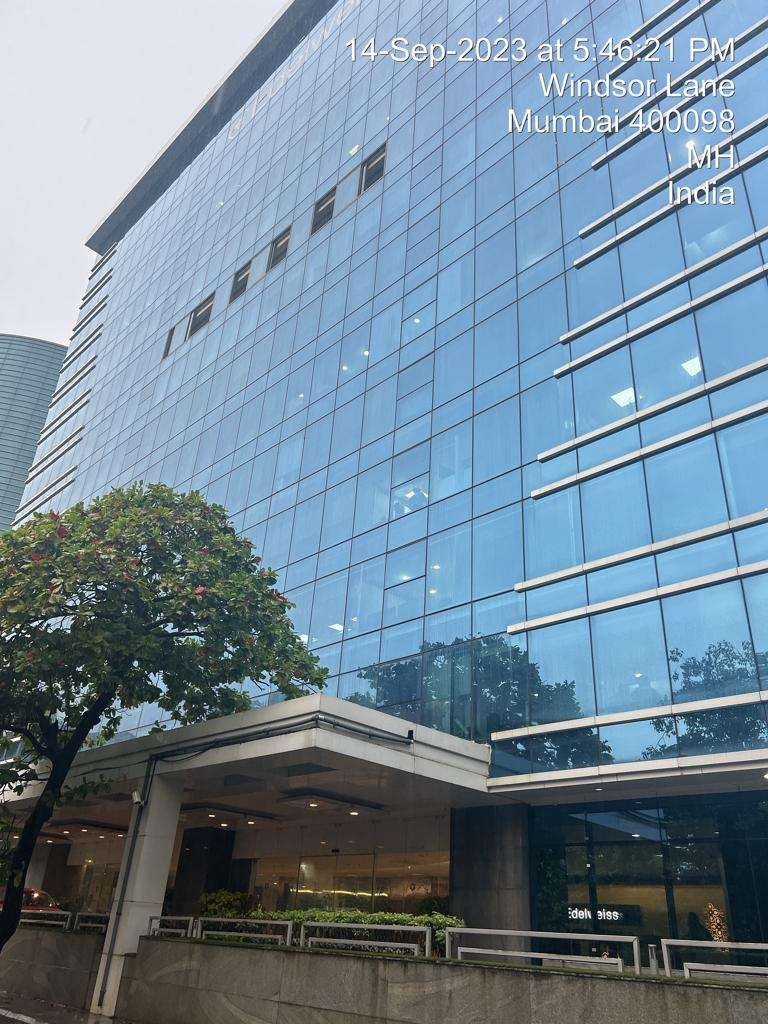 14-Sep-2023 at 5:46:21 PM
Windsor Lane
Mumbai 400098
MH
India
Edelweiss